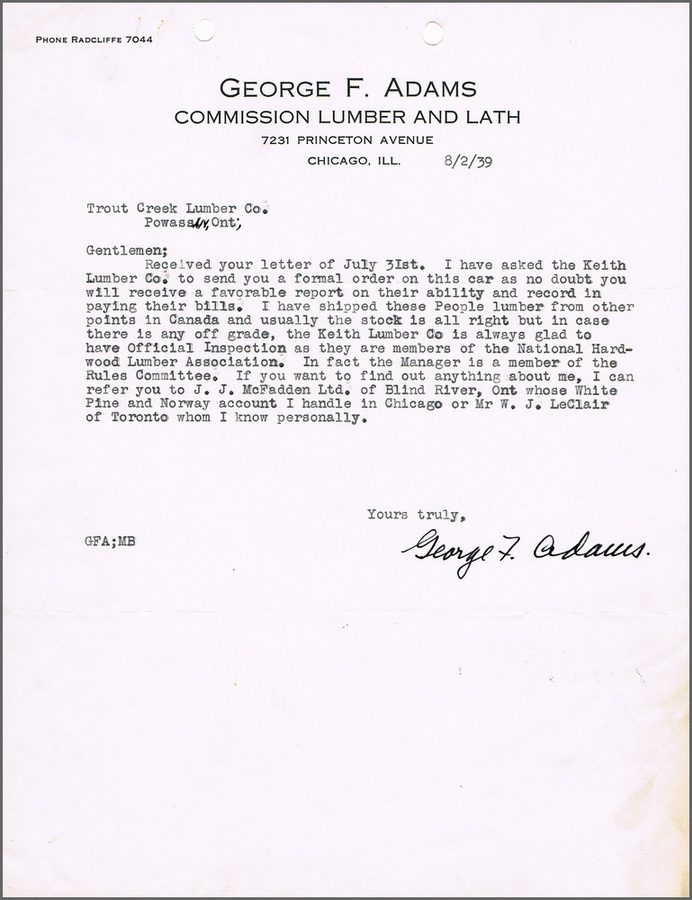 PHONE RADCLIFFE 7044
GEORGE F. ADAMS
COMMISSION LUMBER AND LATH
7231 PRINCETON AVENUE
CHICAGO, ILL. 8/2/39
Trout Creek Lumber Co.
Powassan, Ont;
Gentlemen;
Received your letter of July 3Ist. I have asked the Keith
Lumber Co. to send you a formal order on this car as no doubt you
will receive a favorable report on their ability and record in
paying their bills. I have shipped these People lumber from other
points in Canada and usually the stock is all right but in case
there is any off grade, the Keith Lumber Co is always glad to
have Official Inspection as they are members of the National Hard-
wood Lumber Association. In fact the Manager is a member of the
Rules Committee. If you want to find out anything about me, I can
refer you to J. J. McFadden Ltd. of Blind River, Ont whose White
Pine and Norway account I handle in Chicago or Mr W. J. LeClair
of Toronto whom I know personally.
Yours truly,
GFA;MB
George F. Adams.